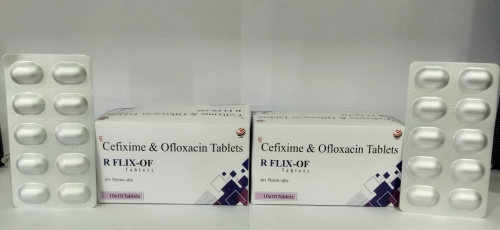 Cefixime & Ofloxacin Tablets
R FLIX-OF
Tablets
10x10 Tablets
Cefixime & Ofloxacin Tablets
R FLIX-OF
Tablets
10x10 Tablets